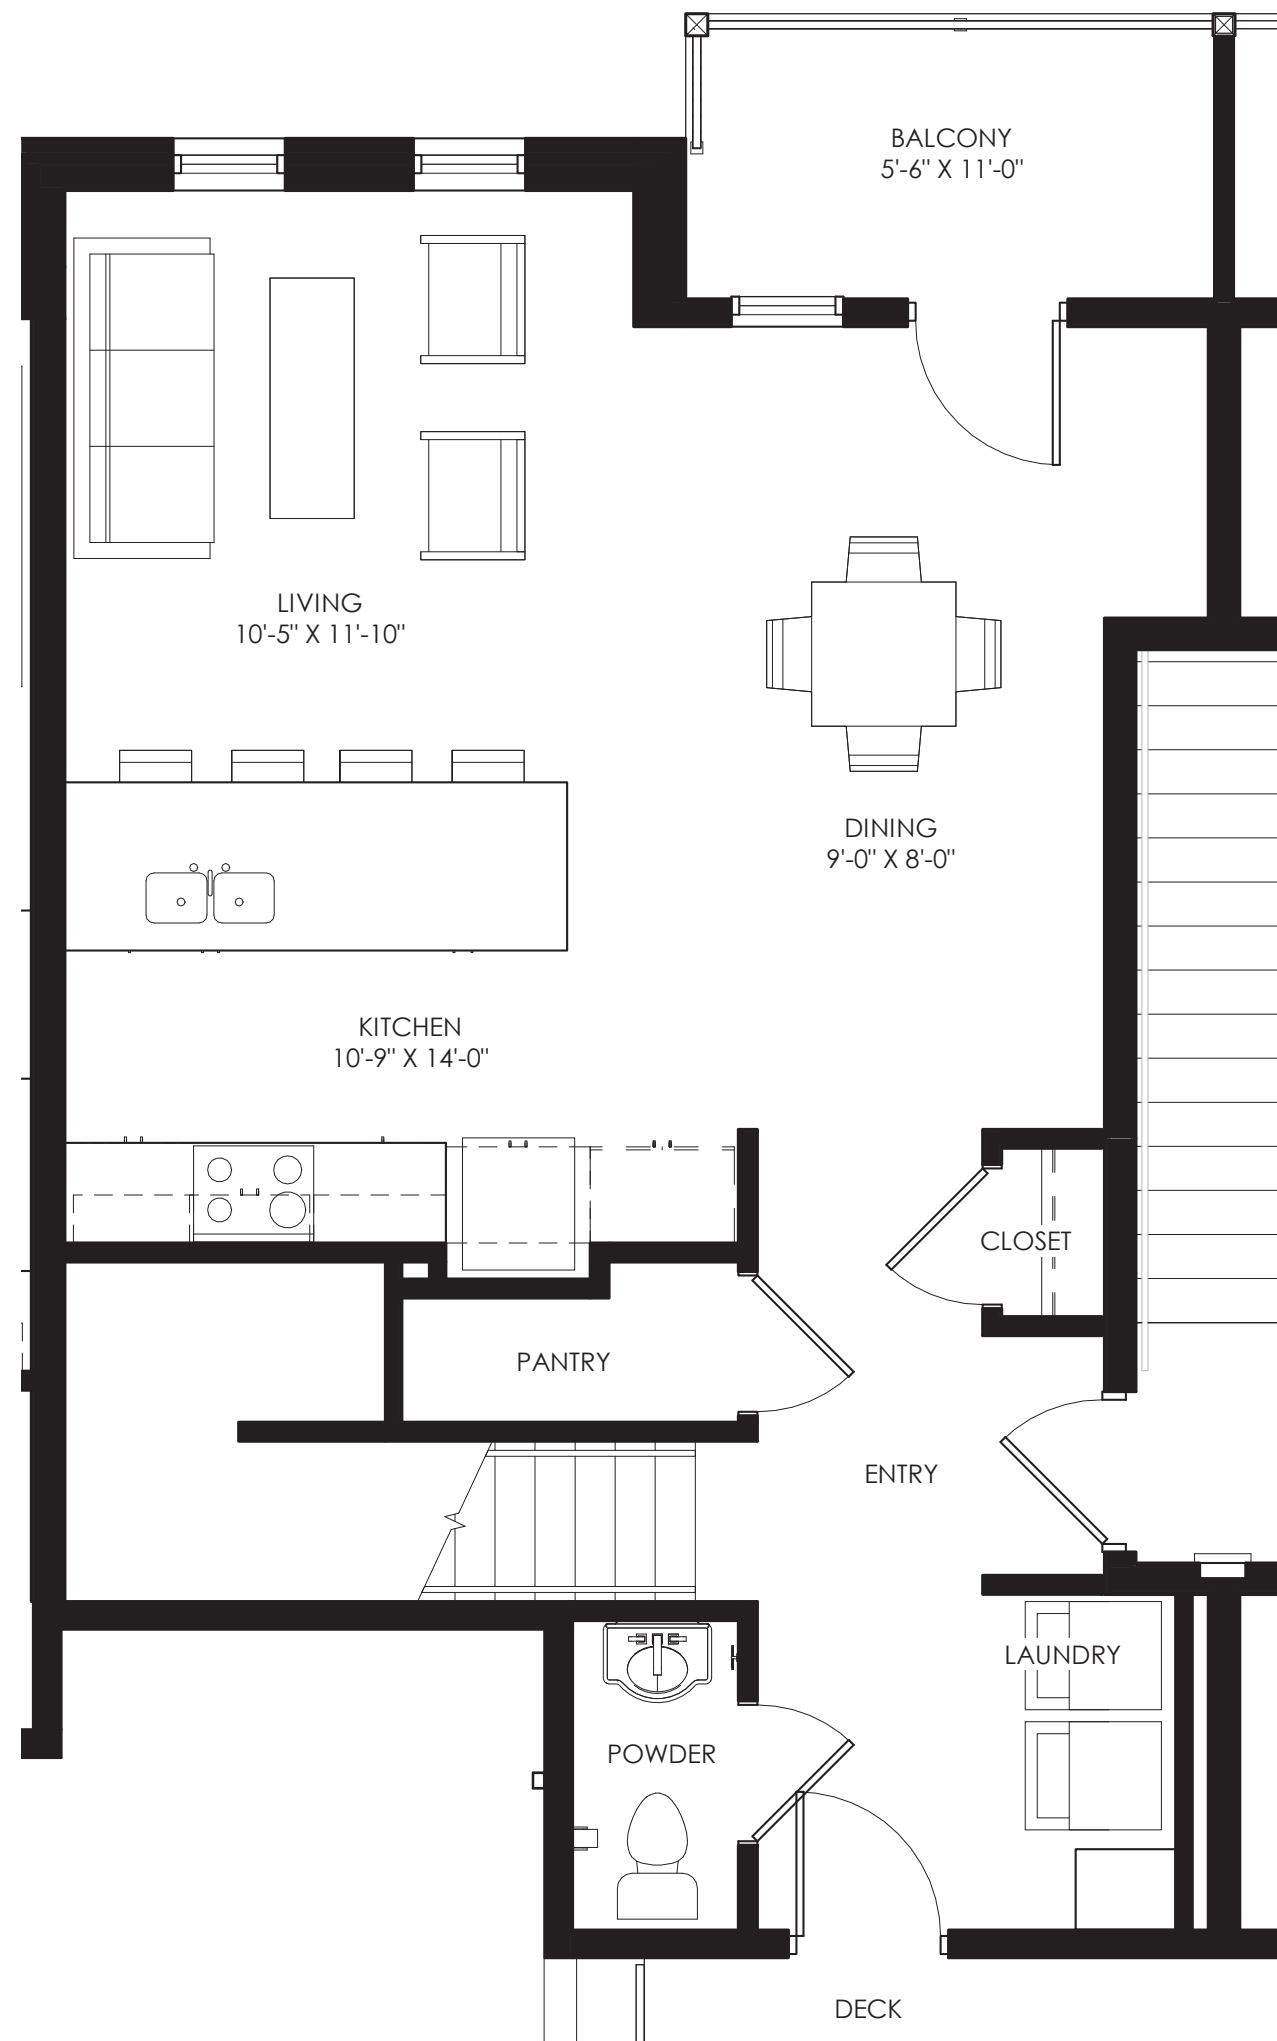 BALCONY
5'-6" X 11'-0"
LIVING
10'-5" X 11'-10"
DINING
9'-0" X 8'-0"
KITCHEN
10'-9" X 14'-0"
CLOSET
PANTRY
ENTRY
LAUNDRY
POWDER
DECK